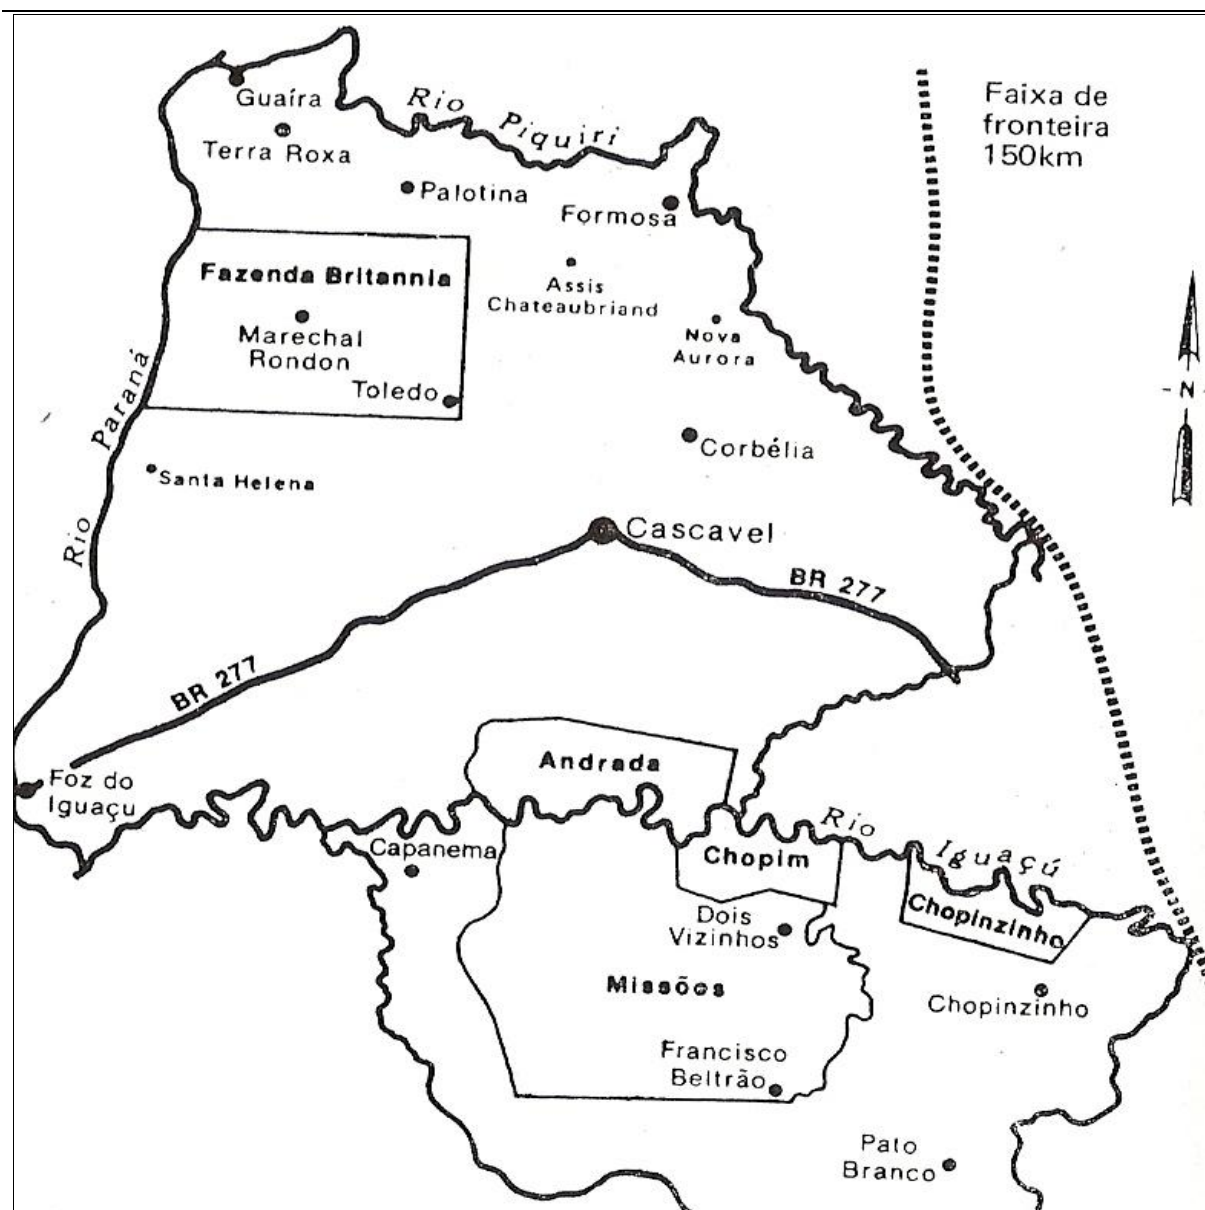 Faixa de
fronteira
150km
Guaíra
Rio Piquiri
Terra Roxa
Palotina
Formosa
Fazenda Britannia
Assis
Chateaubriand
Marechal
Rondon
Nova
Aurora
Toledo
Rio Paraná
N
Corbélia
Santa Helena
Cascavel
BR 277
BR 277
Andrada
Foz do
Iguaçu
Rio Iguaçú
Capanema
Chopim
Chopinzinho
Dois
Vizinhos
Missões
Chopinzinho
Francisco
Beltrão
Pato
Branco